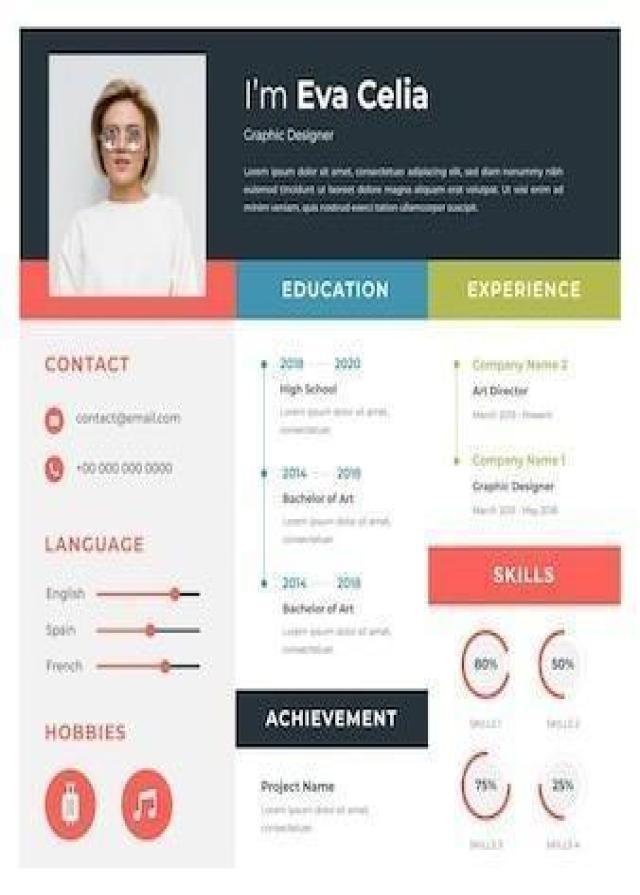 I'm Eva Celia
Graphic Designer
Lorem ipsum dolor sit amet, consectetuer adipiscing elit, sed diam nonummy nibh
euismod tincidunt ut laoreet dolore magna aliquam erat volutpat. Ut wisi enim ad
minim veniam, quis nostrud exerci tation ullamcorper suscipit.
CONTACT
contact@email.com
+00 000 000 0000
LANGUAGE
English
Spain
French
HOBBIES
EDUCATION
2018 2020
High School
Lorem ipsum dolor sit amet,
consectetuer
2014 2018
Bachelor of Art
Lorem ipsum dolor sit amet,
consectetuer
2014 2018
Bachelor of Art
Lorem ipsum dolor sit amet,
consectetuer
ACHIEVEMENT
Project Name
Lorem ipsum dolor sit amet,
consectetuer
EXPERIENCE
Company Name 2
Art Director
March - Present
Company Name 1
Graphic Designer
March - May
SKILLS
80%
50%
SKILLS 1
SKILLS 2
75%
25%
SKILLS 3
SKILLS 4